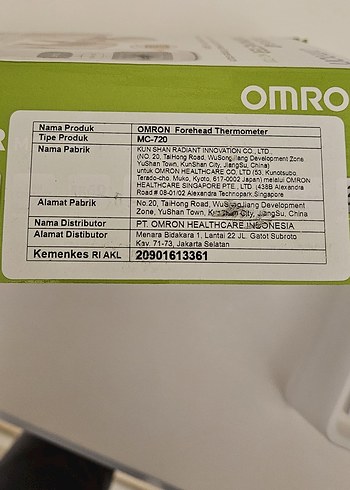 OMRO
Nama Produk OMRON Forehead Thermometer
Tipe Produk MC-720
Nama Pabrik KUN SHAN RADIANT INNOVATION CO., LTD.
(NO. 20, TaiHong Road, WuSongJiang Development Zone
YuShan Town, KunShan City, JiangSu, China)
untuk OMRON HEALTHCARE CO., LTD (53, Kunotsubo,
Terado-cho, Muko, Kyoto, 617-0002 Japan) melalui OMRON
HEALTHCARE SINGAPORE PTE., LTD. (438B Alexandra
Road # 08-01/02 Alexandra Technopark Singapore
Alamat Pabrik No.20, TaiHong Road, WuSongJiang Development
Zone, YuShan Town, KunShan City, JiangSu, China
Nama Distributor PT. OMRON HEALTHCARE INDONESIA
Alamat Distibutor Menara Bidakara 1, Lantai 22 JL. Gatot Subroto
Kav. 71-73, Jakarta Selatan
Kemenkes RI AKL 20901613361